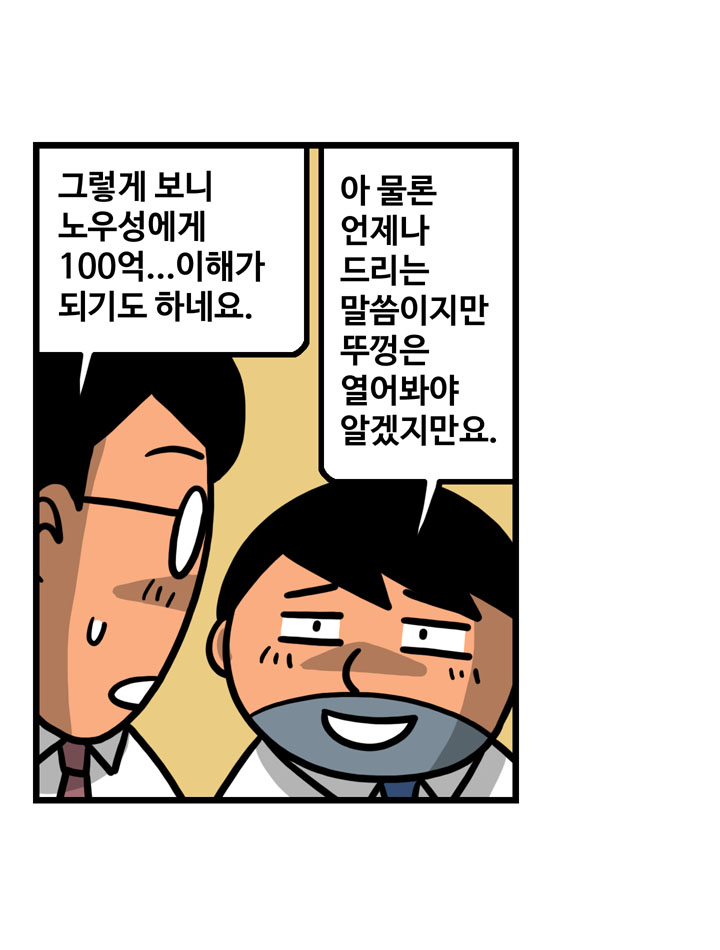 그렇게 보니
노우성에게
100억...이해가
되기도 하네요.
아 물론
언제나
드리는
말씀이지만
뚜껑은
열어봐야
알겠지만요.